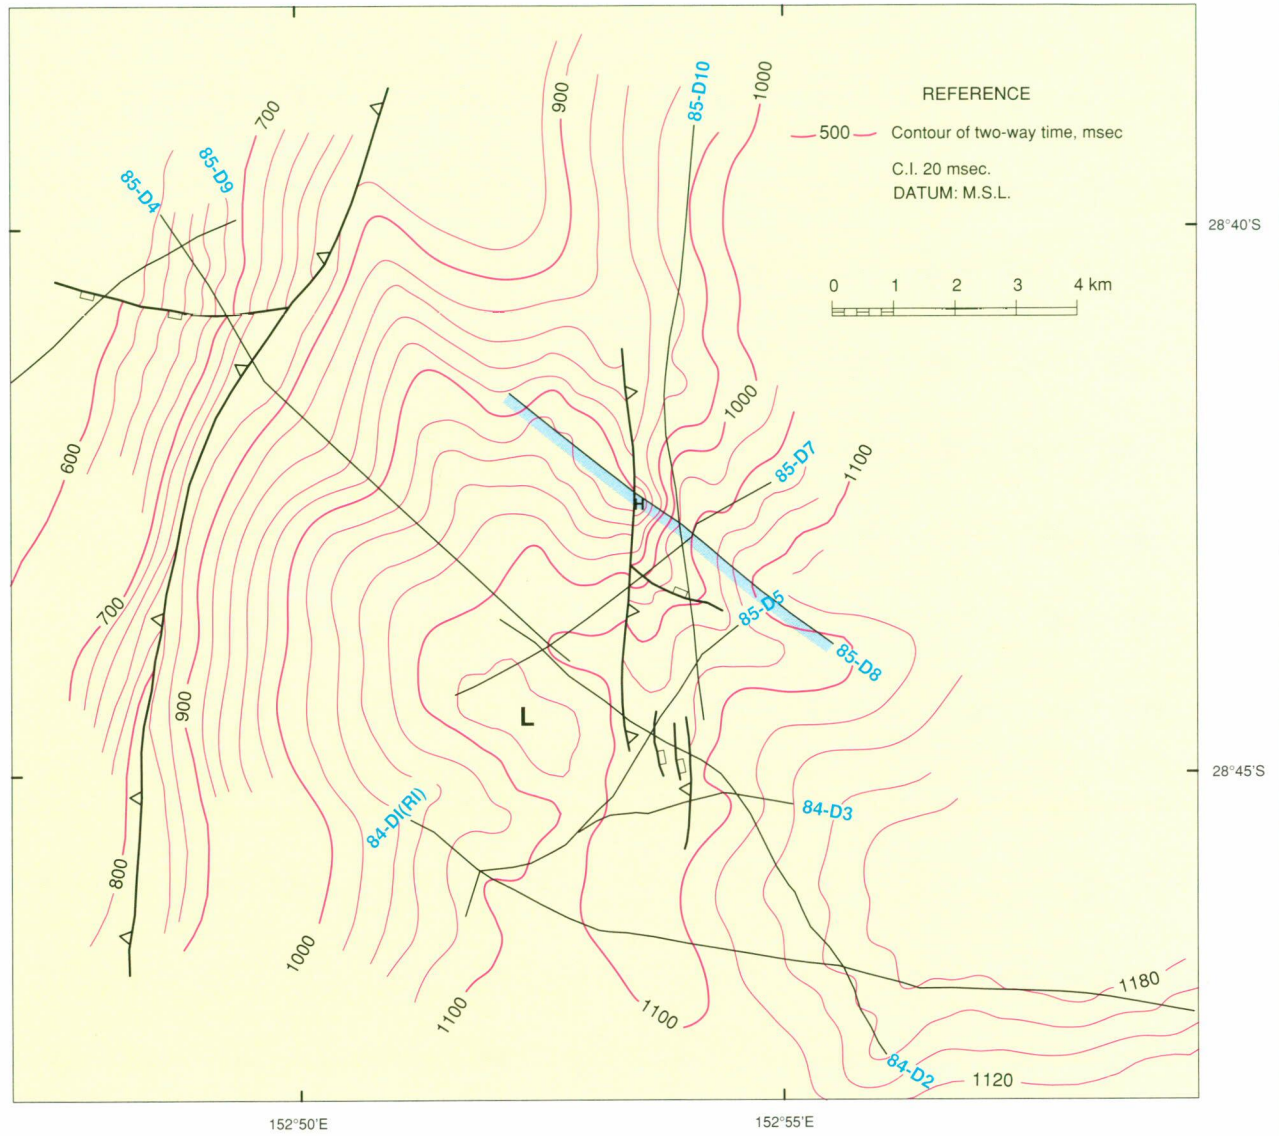 REFERENCE
500 Contour of two-way time, msec
C.I. 20 msec.
DATUM: M.S.L.
0 1 2 3 4 km
28°40'S
28°45'S
152°50'E
152°55'E
85-D4
85-D9
85-D10
85-D7
85-D5
85-D8
84-D3
84-DI(RI)
84-D2
700
900
1000
1000
1100
600
700
900
800
1000
1100
1100
1180
1120
H
L